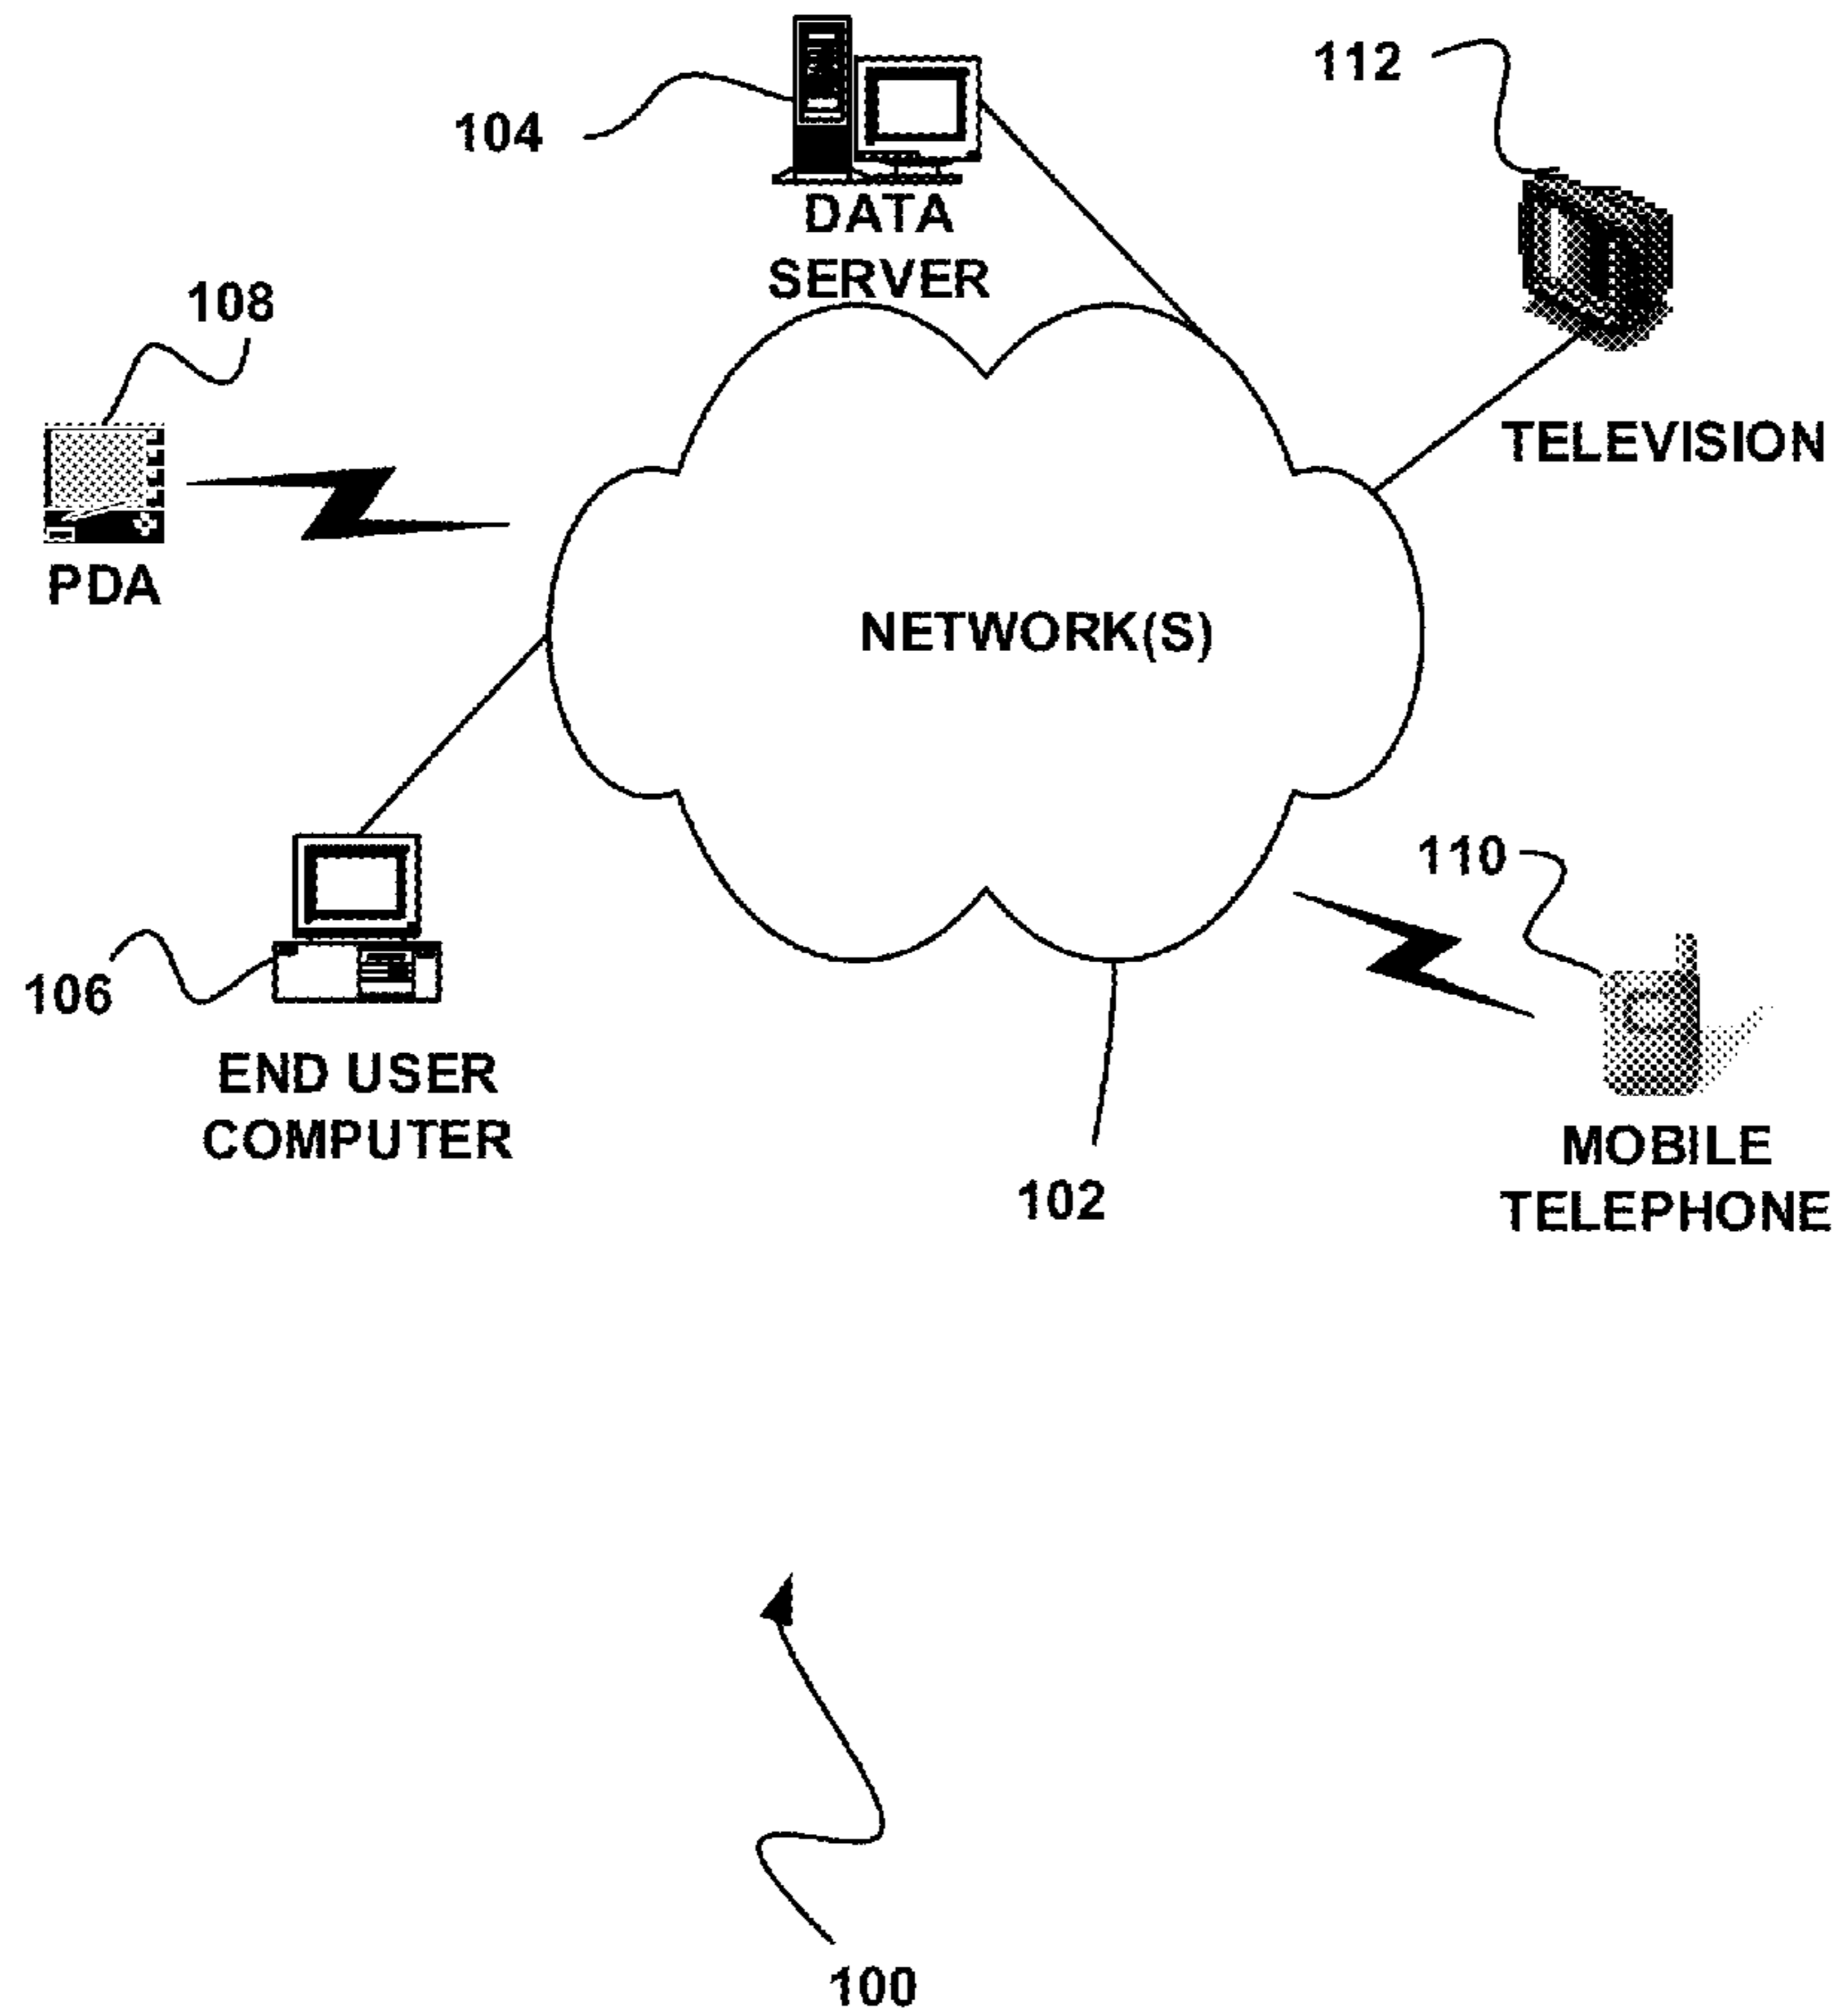 112
104
DATA
SERVER
108
TELEVISION
PDA
NETWORK(S)
110
106
END USER
COMPUTER
102
MOBILE
TELEPHONE
100